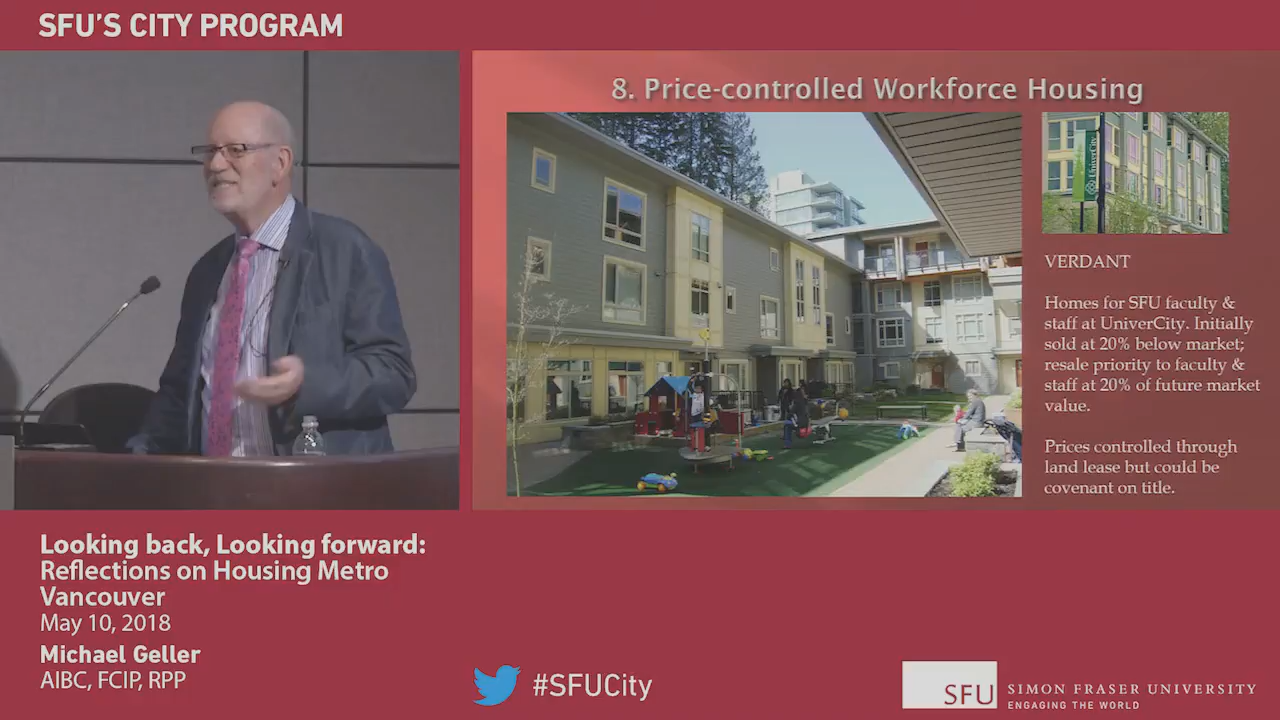 SFU'S CITY PROGRAM
8. Price-controlled Workforce Housing
UniverCity
VERDANT
Homes for SFU faculty &
staff at UniverCity. Initially
sold at 20% below market;
resale priority to faculty &
staff at 20% of future market
value.
Prices controlled through
land lease but could be
covenant on title.
Looking back, Looking forward:
Reflections on Housing Metro
Vancouver
May 10, 2018
Michael Geller
AIBC, FCIP, RPP
#SFUCity
SFU
SIMON FRASER UNIVERSITY
ENGAGING THE WORLD